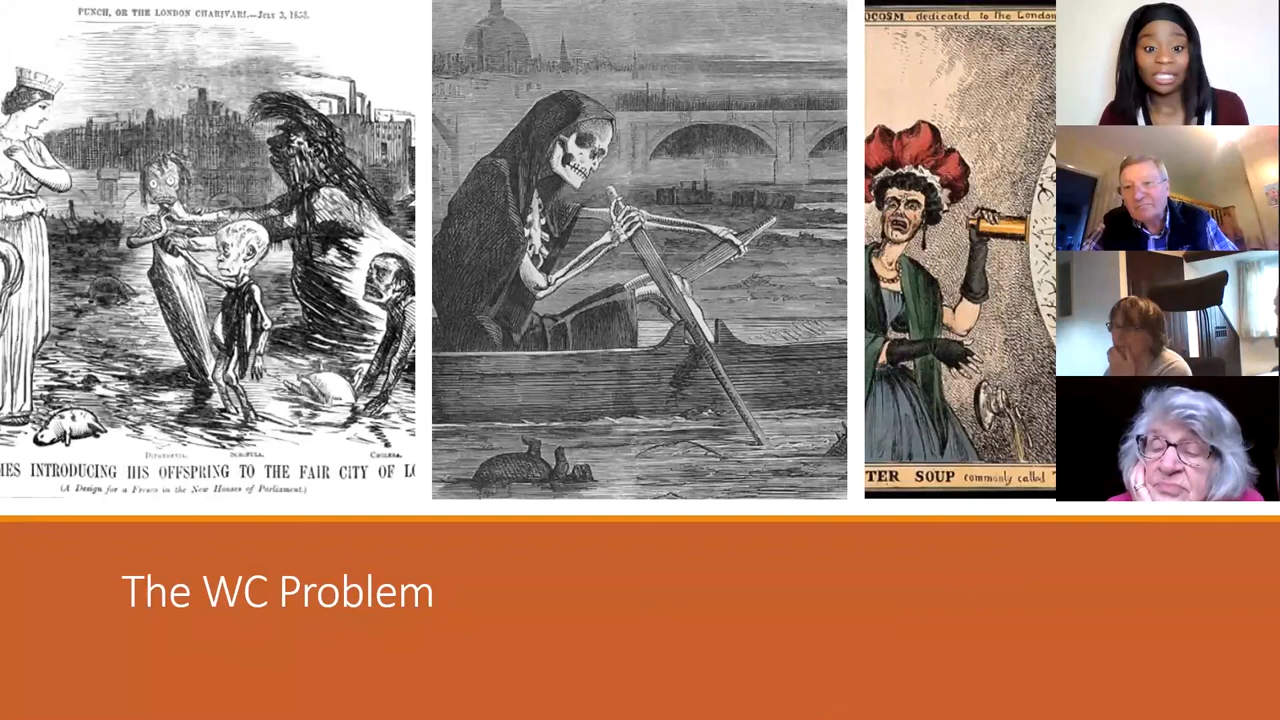 PUNCH, OR THE LONDON CHARIVARI.—July 3, 1858.
DIPHTHERIA. SCROFULA. CHOLERA.
MES INTRODUCING HIS OFFSPRING TO THE FAIR CITY OF LO
(A Design for a Fresco in the New Houses of Parliament.)
OCOSM - dedicated to the London
TER SOUP commonly called
The WC Problem